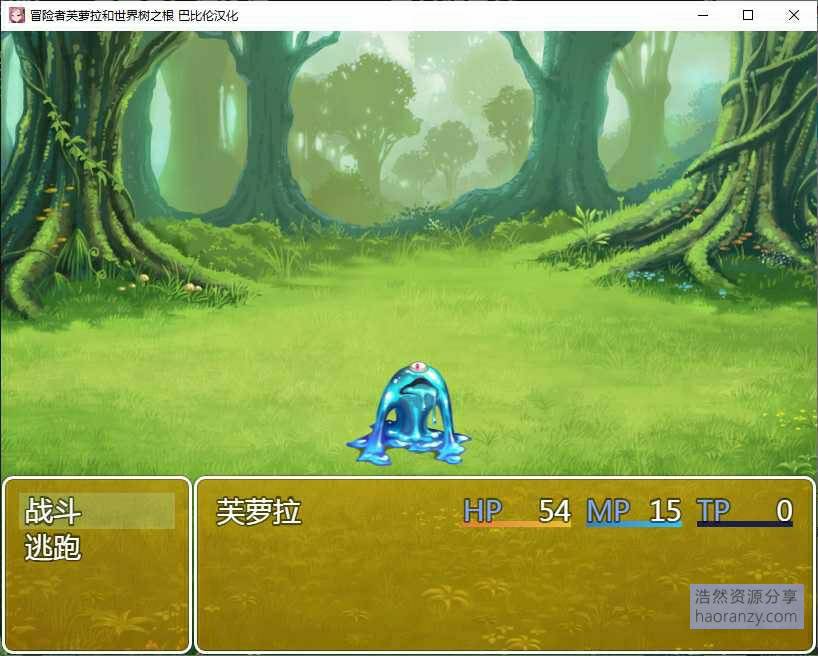 冒险者芙萝拉和世界树之根 巴比伦汉化
战斗
逃跑
芙萝拉 HP 54 MP 15 TP 0
浩然资源分享
haoranzy.com